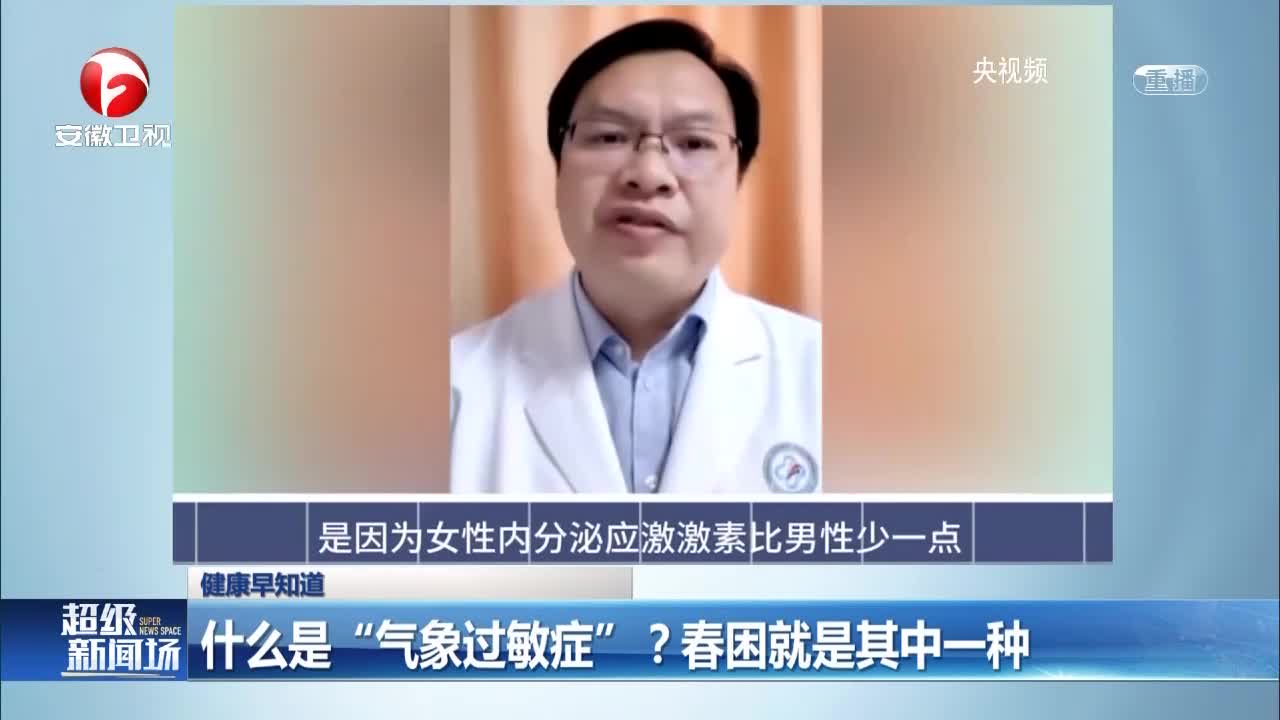 央视频
重播
安徽卫视
是因为女性内分泌应激激素比男性少一点
健康早知道
超级新闻场
SUPER NEWS SPACE
什么是“气象过敏症”？春困就是其中一种